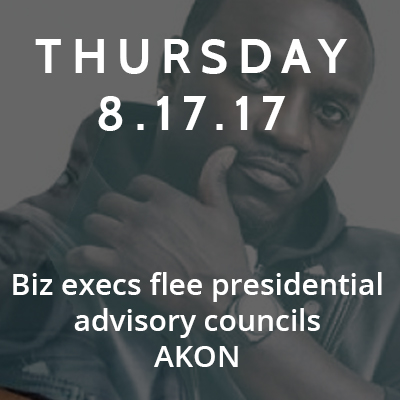 THURSDAY
8.17.17
Biz execs flee presidential
advisory councils
AKON